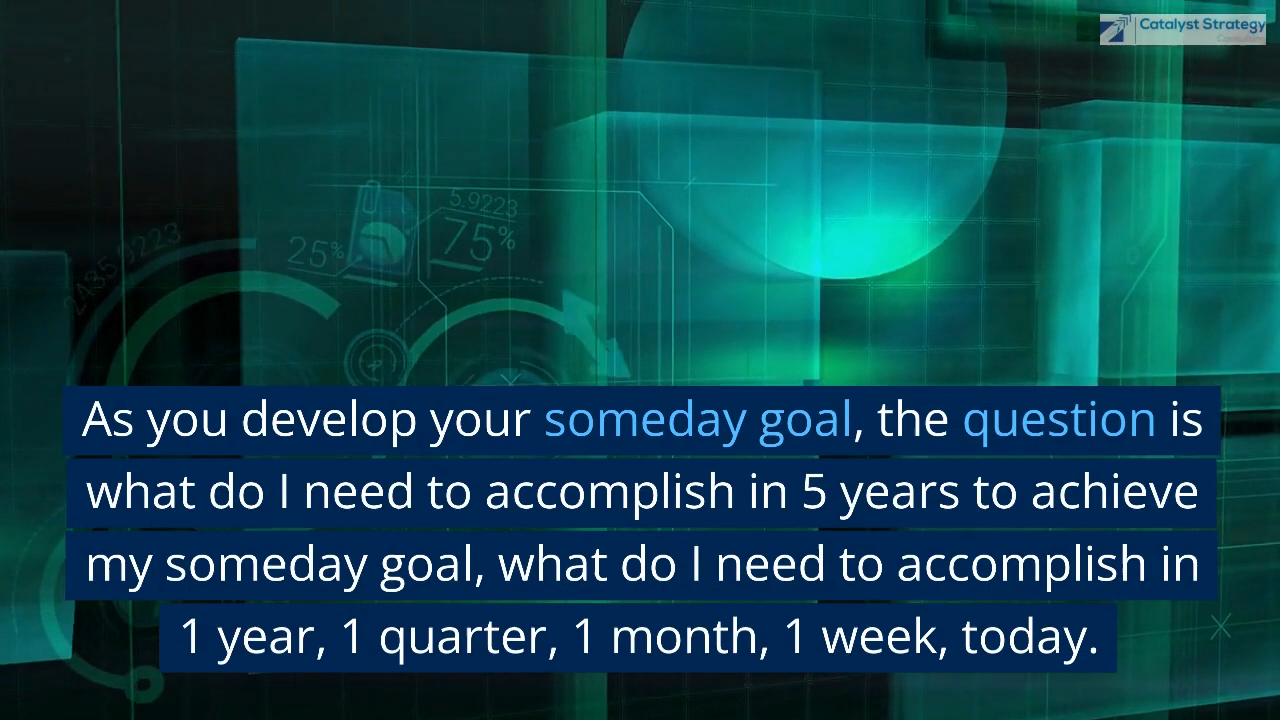 Catalyst Strategy
5.9223
25%
75%
2A35.9223
As you develop your someday goal, the question is
what do I need to accomplish in 5 years to achieve
my someday goal, what do I need to accomplish in
1 year, 1 quarter, 1 month, 1 week, today.